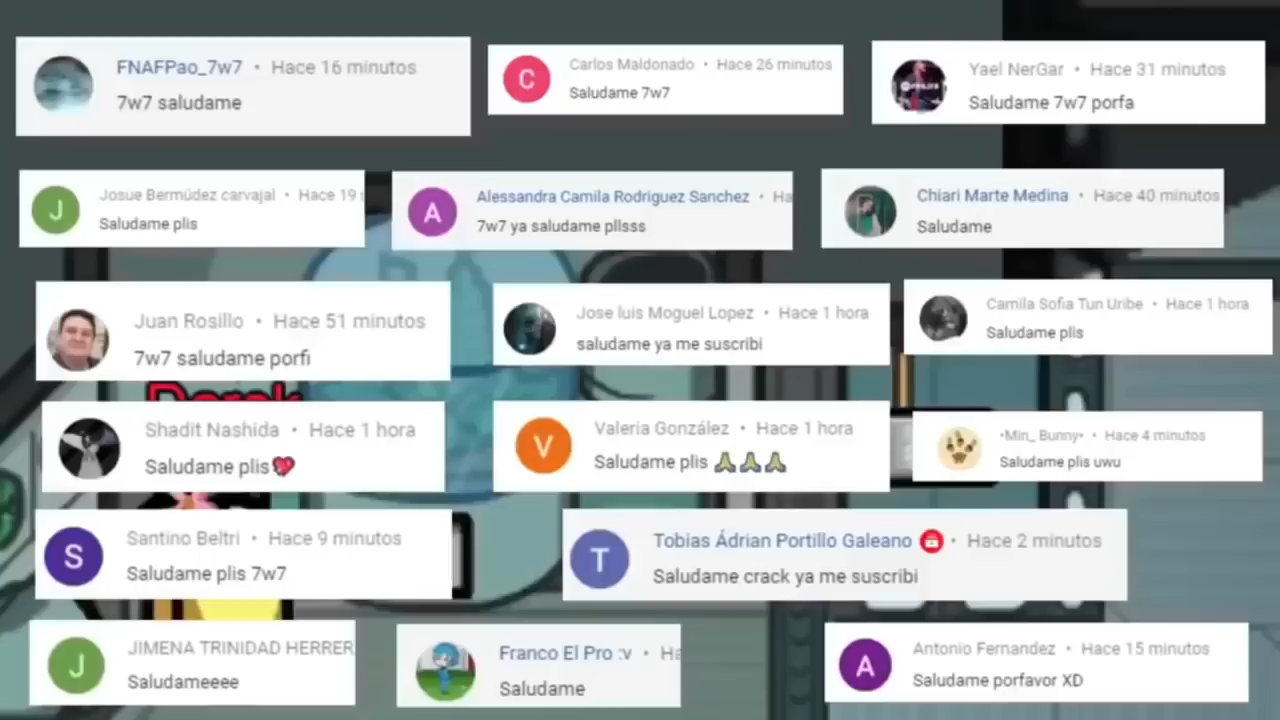 FNAFPao_7w7 • Hace 16 minutos
7w7 saludame
Carlos Maldonado • Hace 26 minutos
Saludame 7w7
Yael NerGar • Hace 31 minutos
Saludame 7w7 porfa
Josue Bermúdez carvajal • Hace 19
Saludame plis
Alessandra Camila Rodriguez Sanchez • Ha
7w7 ya saludame pllsss
Chiari Marte Medina • Hace 40 minutos
Saludame
Juan Rosillo • Hace 51 minutos
7w7 saludame porfi
Jose luis Moguel Lopez • Hace 1 hora
saludame ya me suscribi
Camila Sofia Tun Uribe • Hace 1 hora
Saludame plis
Shadit Nashida • Hace 1 hora
Saludame plis💖
Valeria González • Hace 1 hora
Saludame plis 🙏🙏🙏
•Min_ Bunny• • Hace 4 minutos
Saludame plis uwu
Santino Beltri • Hace 9 minutos
Saludame plis 7w7
Tobias Ádrian Portillo Galeano • Hace 2 minutos
Saludame crack ya me suscribi
JIMENA TRINIDAD HERRER
Saludameeee
Franco El Pro :v • Ha
Saludame
Antonio Fernandez • Hace 15 minutos
Saludame porfavor XD